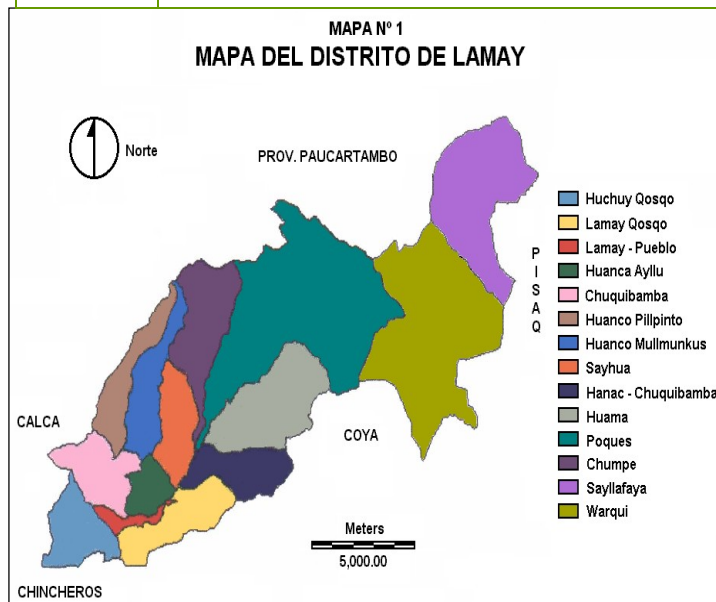 MAPA Nº 1
MAPA DEL DISTRITO DE LAMAY
Norte
PROV. PAUCARTAMBO
PISAQ
CALCA
COYA
CHINCHEROS
Huchuy Qosqo
Lamay Qosqo
Lamay - Pueblo
Huanca Ayllu
Chuquibamba
Huanco Pillpinto
Huanco Mullmunkus
Sayhua
Hanac - Chuquibamba
Huama
Poques
Chumpe
Sayllafaya
Warqui
Meters
5,000.00